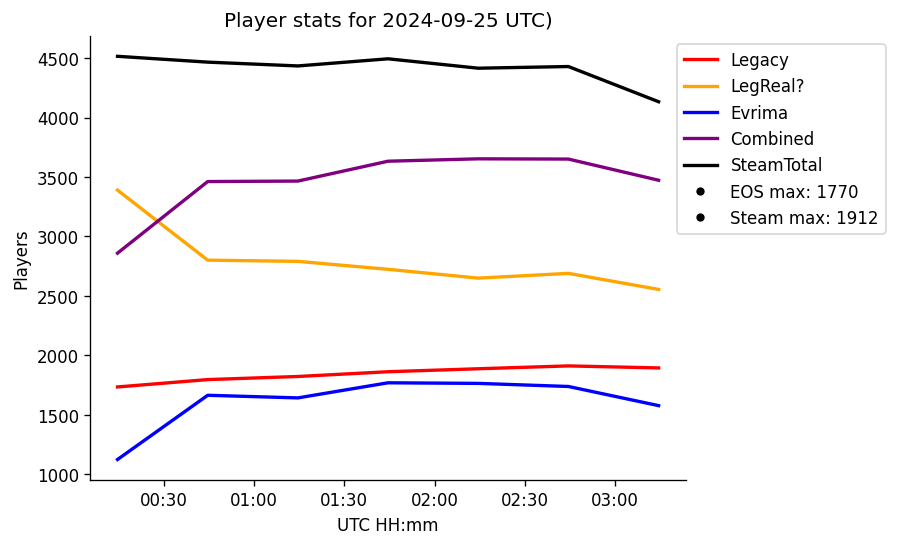 Player stats for 2024-09-25 UTC)
4500
4000
3500
3000
2500
2000
1500
1000
Players
00:30 01:00 01:30 02:00 02:30 03:00
UTC HH:mm
Legacy
LegReal?
Evrima
Combined
SteamTotal
EOS max: 1770
Steam max: 1912